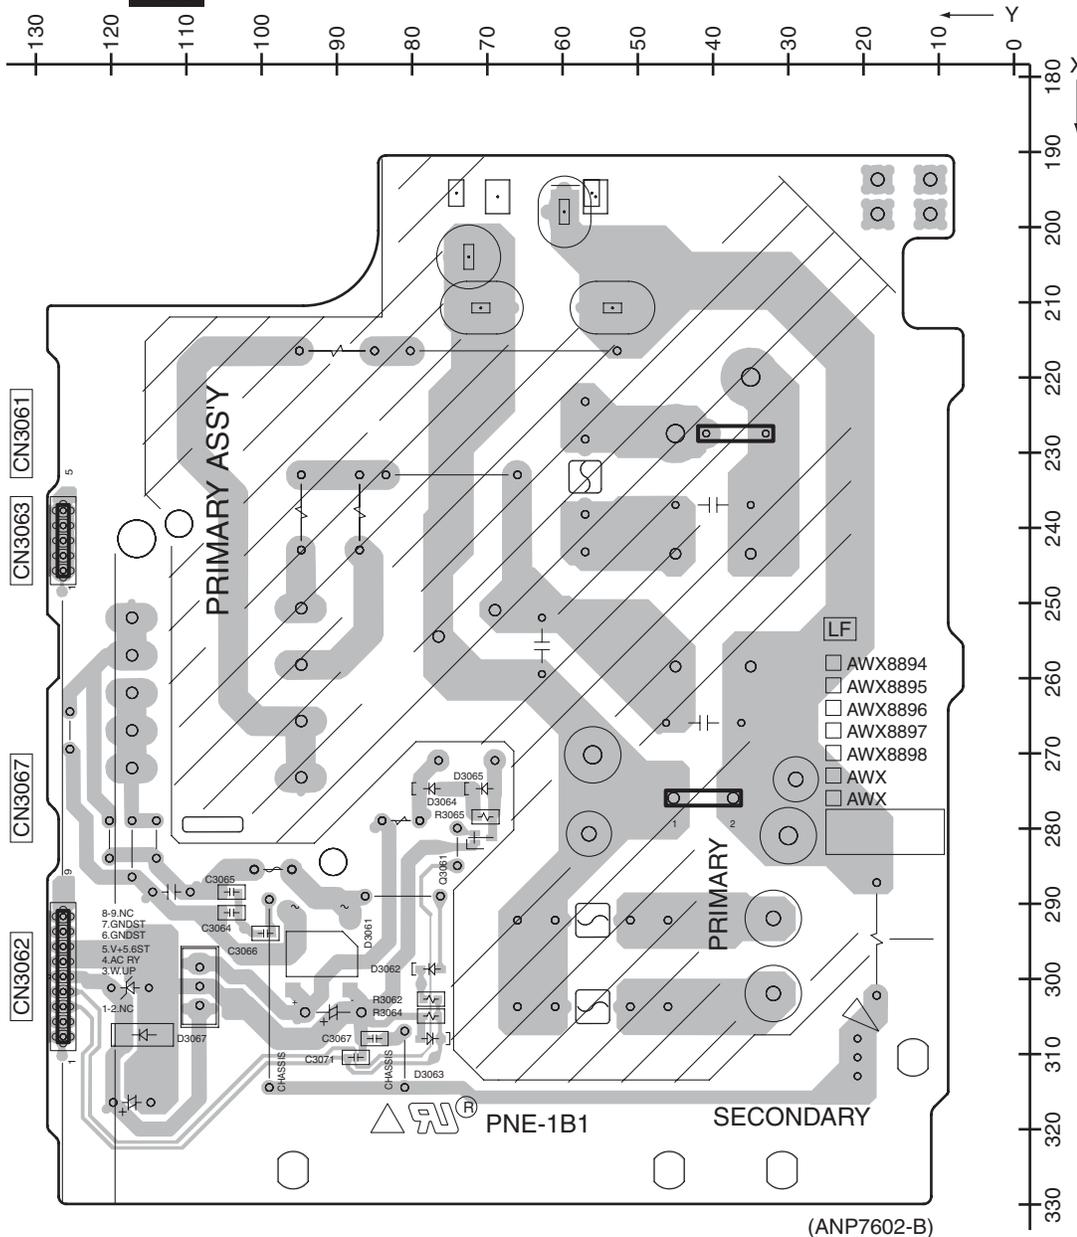 130 120 110 100 90 80 70 60 50 40 30 20 10 0
Y
X
180
190
200
210
220
230
240
250
260
270
280
290
300
310
320
330
CN3061
CN3063
CN3067
CN3062
5
1
9
1
PRIMARY ASS'Y
LF
AWX8894
AWX8895
AWX8896
AWX8897
AWX8898
AWX
AWX
D3065
D3064
R3065
Q3061
1 2
PRIMARY
C3065
C3064
C3066
D3061
8-9.NC
7.GNDST
6.GNDST
5.V+5.6ST
4.AC RY
3.W.UP
1-2.NC
D3062
R3062
R3064
D3067
C3067
C3071
CHASSIS
CHASSIS
D3063
UR®
PNE-1B1
SECONDARY
(ANP7602-B)